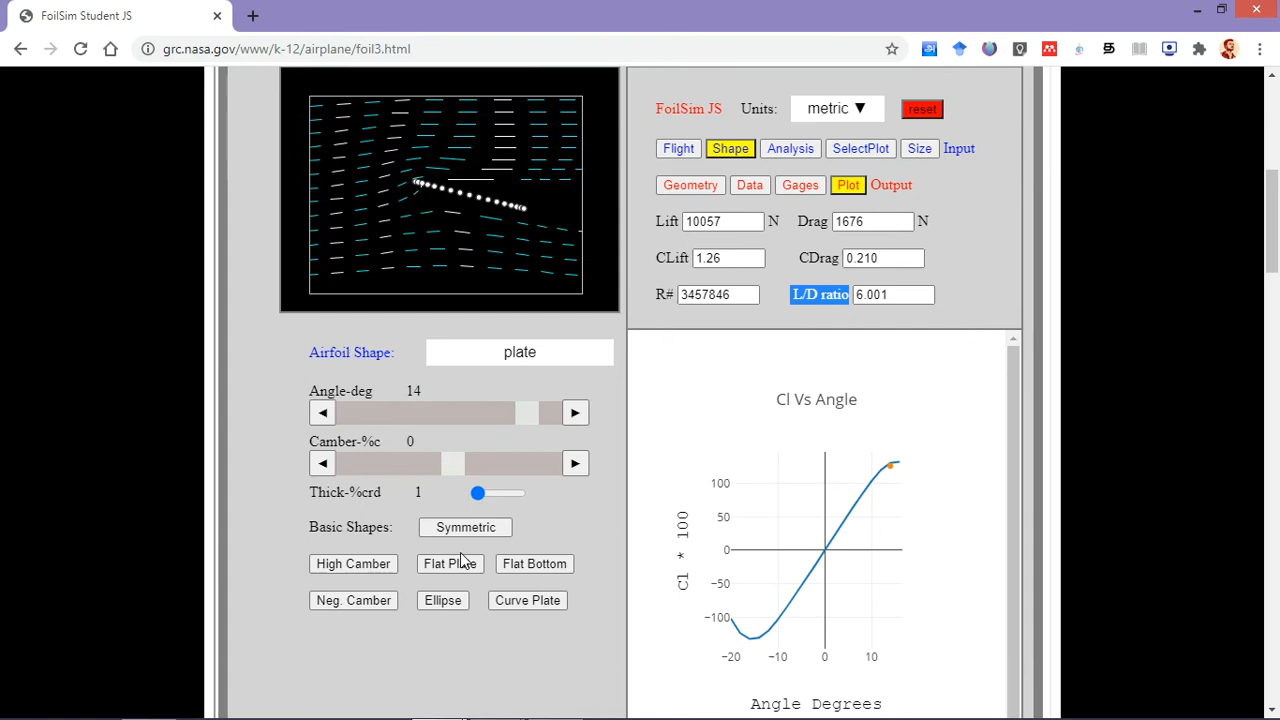 FoilSim Student JS
grc.nasa.gov/www/k-12/airplane/foil3.html
FoilSim JS Units: metric ▼ reset
Flight Shape Analysis SelectPlot Size Input
Geometry Data Gages Plot Output
Lift 10057 N Drag 1676 N
CLift 1.26 CDrag 0.210
R# 3457846 L/D ratio 6.001
Airfoil Shape: plate
Angle-deg 14
◄ ►
Camber-%c 0
◄ ►
Thick-%crd 1
Basic Shapes: Symmetric
High Camber Flat Plate Flat Bottom
Neg. Camber Ellipse Curve Plate
Cl Vs Angle
100
50
0
−50
−100
Cl * 100
−20 −10 0 10
Angle Degrees